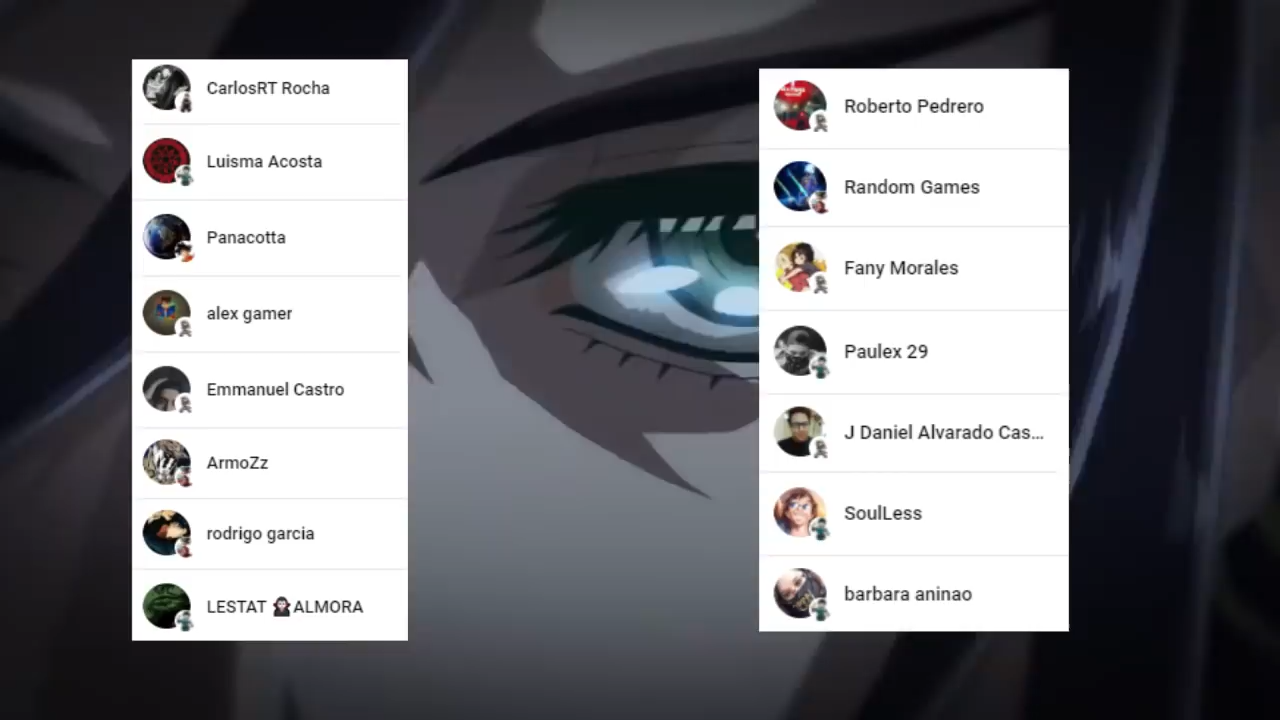 CarlosRT Rocha
Luisma Acosta
Panacotta
alex gamer
Emmanuel Castro
ArmoZz
rodrigo garcia
LESTAT 🧛🏻ALMORA
Roberto Pedrero
Random Games
Fany Morales
Paulex 29
J Daniel Alvarado Cas...
SoulLess
barbara aninao